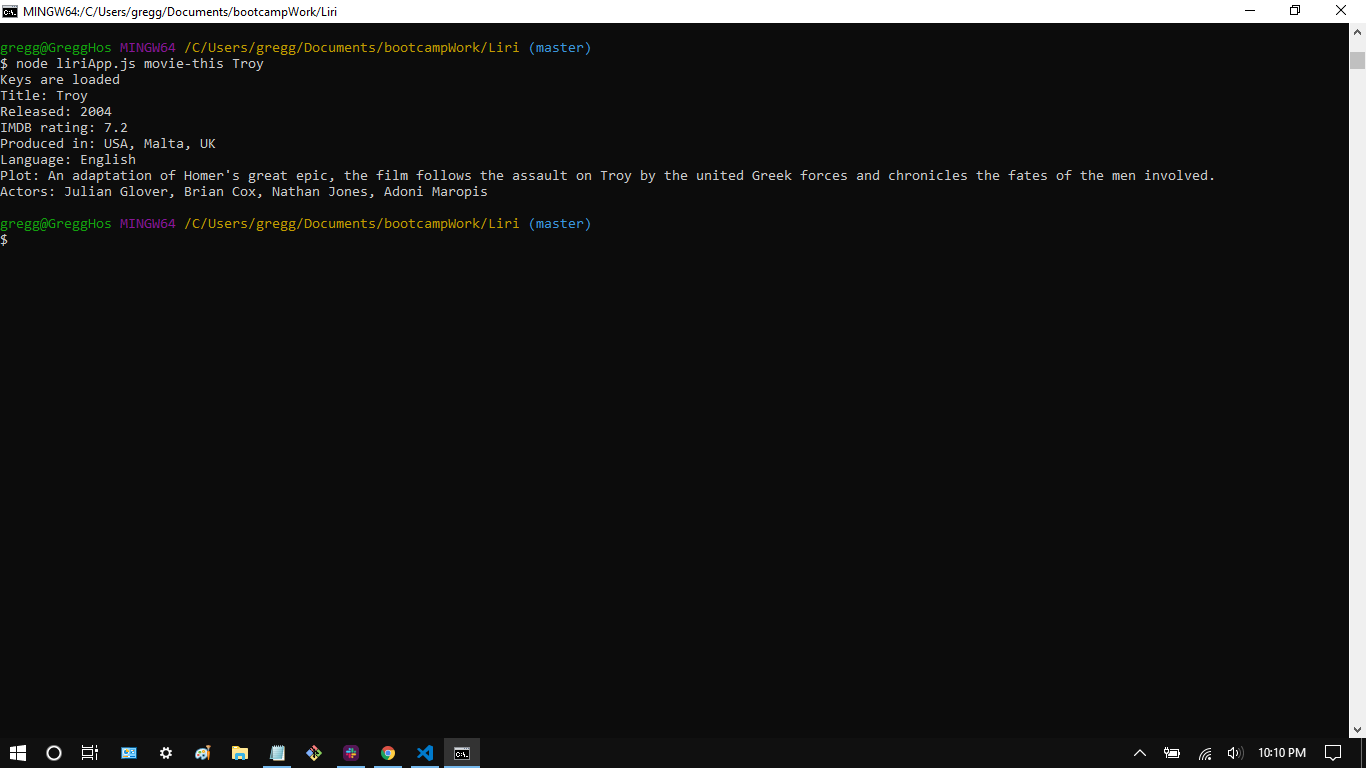 MINGW64:/C/Users/gregg/Documents/bootcampWork/Liri
gregg@GreggHos MINGW64 /C/Users/gregg/Documents/bootcampWork/Liri (master)
$ node liriApp.js movie-this Troy
Keys are loaded
Title: Troy
Released: 2004
IMDB rating: 7.2
Produced in: USA, Malta, UK
Language: English
Plot: An adaptation of Homer's great epic, the film follows the assault on Troy by the united Greek forces and chronicles the fates of the men involved.
Actors: Julian Glover, Brian Cox, Nathan Jones, Adoni Maropis
gregg@GreggHos MINGW64 /C/Users/gregg/Documents/bootcampWork/Liri (master)
$
10:10 PM